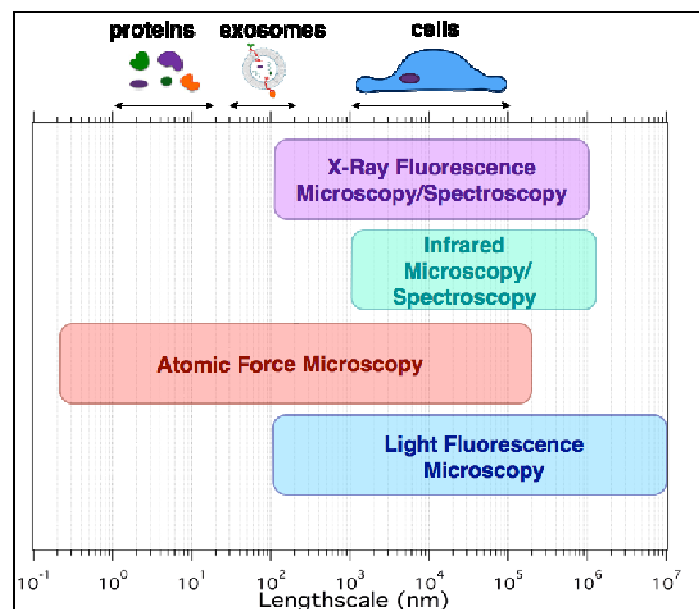 proteins exosomes cells
X-Ray Fluorescence
Microscopy/Spectroscopy
Infrared
Microscopy/
Spectroscopy
Atomic Force Microscopy
Light Fluorescence
Microscopy
10⁻¹ 10⁰ 10¹ 10² 10³ 10⁴ 10⁵ 10⁶ 10⁷
Lengthscale (nm)